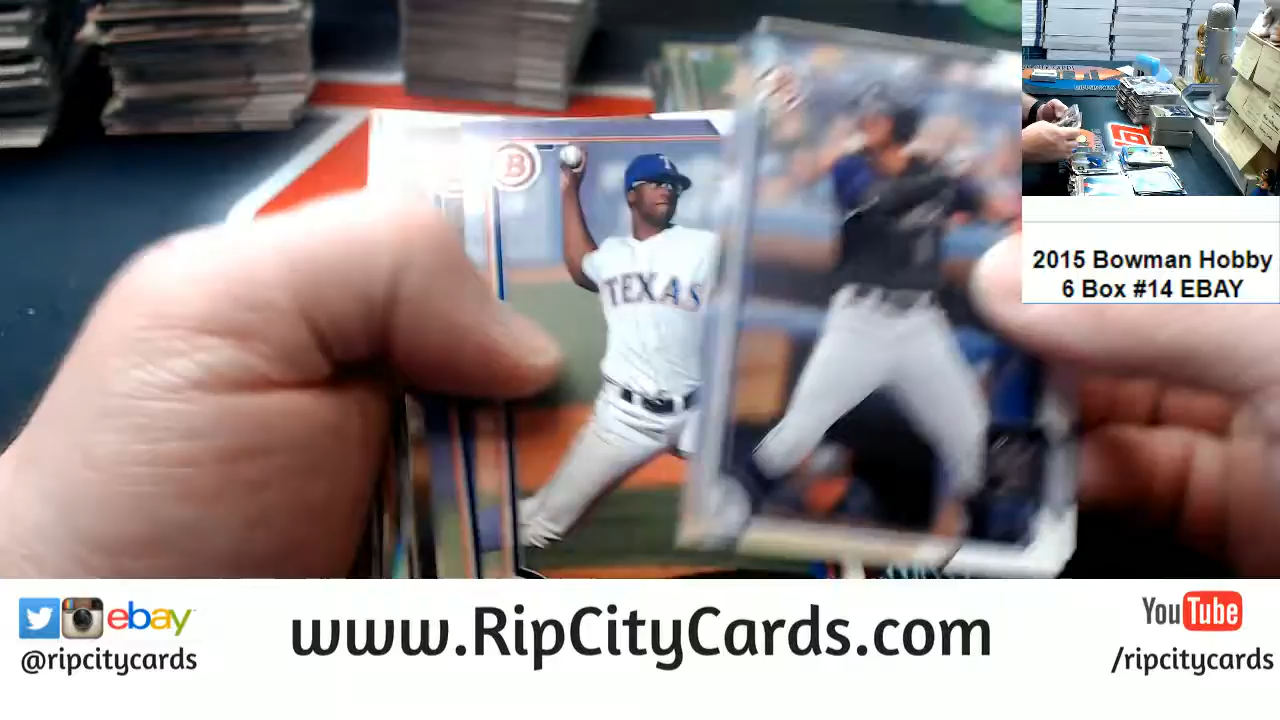 B
T
TEXAS
2015 Bowman Hobby
6 Box #14 EBAY
ebay
@ripcitycards
www.RipCityCards.com
YouTube
/ripcitycards